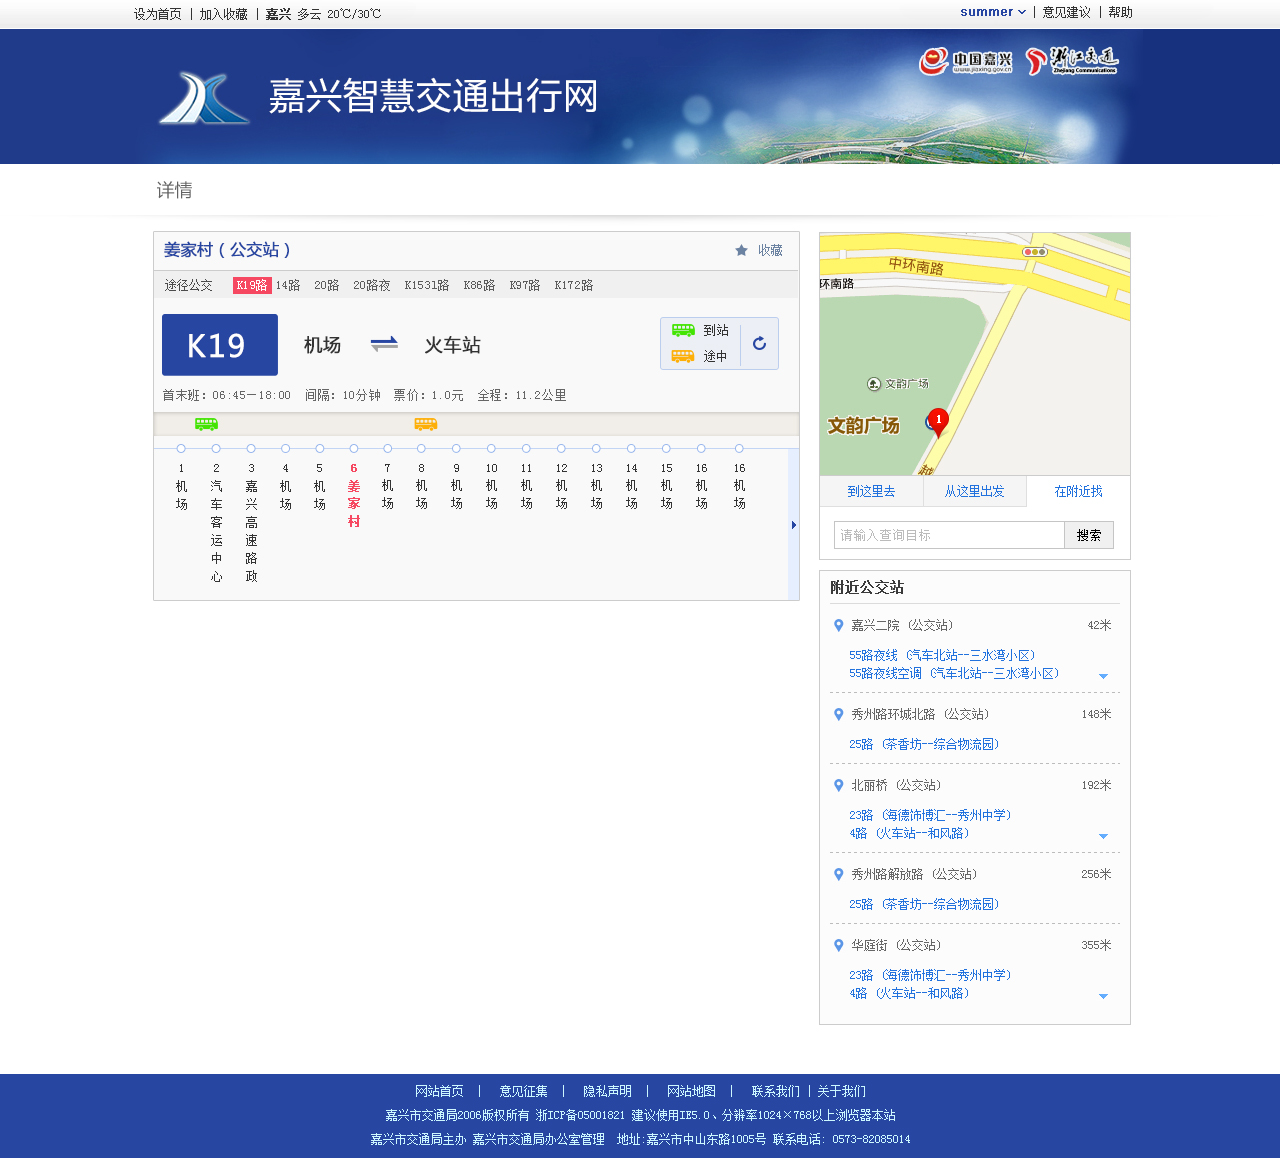 设为首页 | 加入收藏 | 嘉兴 多云 20℃/30℃
summer | 意见建议 | 帮助
中国嘉兴
www.jiaxing.gov.cn
浙江交通
Zhejiang Communications
嘉兴智慧交通出行网
详情
姜家村（公交站）
收藏
途径公交 K19路 14路 20路 20路夜 K1531路 K86路 K97路 K172路
K19 机场 火车站
到站
途中
首末班：06:45—18:00 间隔：10分钟 票价：1.0元 全程：11.2公里
1 机场
2 汽车客运中心
3 嘉兴高速路政
4 机场
5 机场
6 姜家村
7 机场
8 机场
9 机场
10 机场
11 机场
12 机场
13 机场
14 机场
15 机场
16 机场
16 机场
中环南路
环南路
文韵广场
文韵广场
1
到这里去 从这里出发 在附近找
请输入查询目标 搜索
附近公交站
嘉兴二院（公交站） 42米
55路夜线（汽车北站--三水湾小区）
55路夜线空调（汽车北站--三水湾小区）
秀州路环城北路（公交站） 148米
25路（茶香坊--综合物流园）
北丽桥（公交站） 192米
23路（海德饰博汇--秀州中学）
4路（火车站--和风路）
秀州路解放路（公交站） 256米
25路（茶香坊--综合物流园）
华庭街（公交站） 355米
23路（海德饰博汇--秀州中学）
4路（火车站--和风路）
网站首页 | 意见征集 | 隐私声明 | 网站地图 | 联系我们 | 关于我们
嘉兴市交通局2006版权所有 浙ICP备05001821 建议使用IE5.0、分辨率1024×768以上浏览器本站
嘉兴市交通局主办 嘉兴市交通局办公室管理 地址:嘉兴市中山东路1005号 联系电话: 0573-82085014